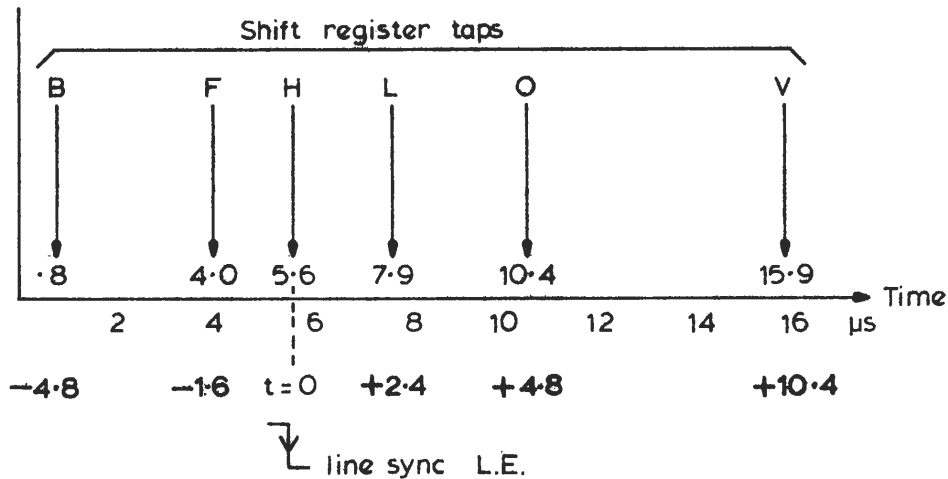 Shift register taps
B F H L O V
·8 4·0 5·6 7·9 10·4 15·9
Time
2 4 6 8 10 12 14 16 µs
−4·8 −1·6 t=0 +2·4 +4·8 +10·4
line sync L.E.